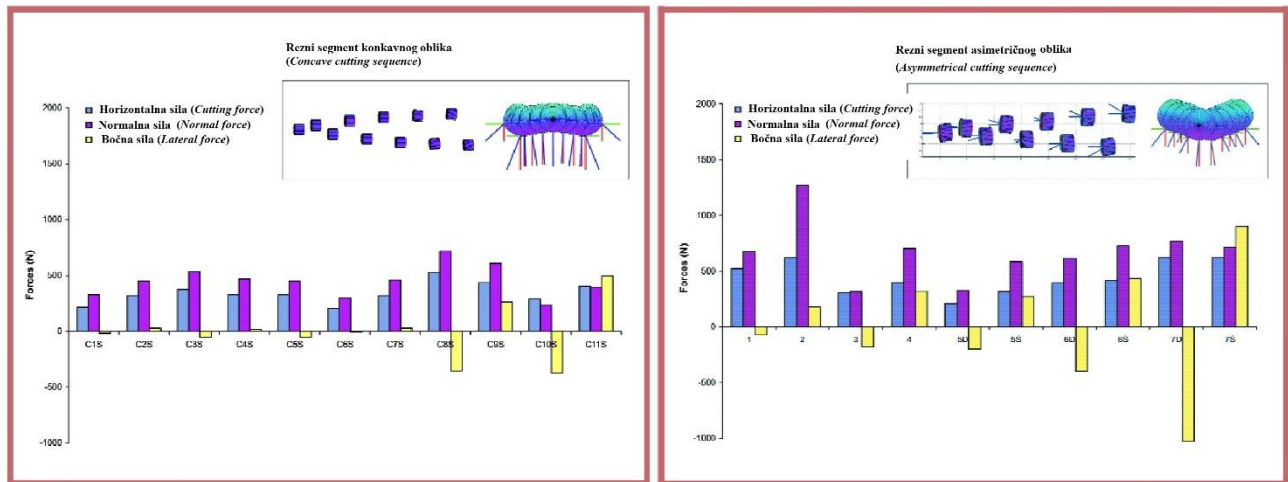 Rezni segment konkavnog oblika
(Concave cutting sequence)
2000
Horizontalna sila (Cutting force)
Normalna sila (Normal force)
Bočna sila (Lateral force)
1500
1000
Forces (N)
500
0
C1S C2S C3S C4S C5S C6S C7S C8S C9S C10S C11S
-500
-1000
Rezni segment asimetričnog oblika
(Asymmetrical cutting sequence)
2000
Horizontalna sila (Cutting force)
Normalna sila (Normal force)
Bočna sila (Lateral force)
1500
1000
Forces (N)
500
0
1 2 3 4 5D 5S 6D 6S 7D 7S
-500
-1000